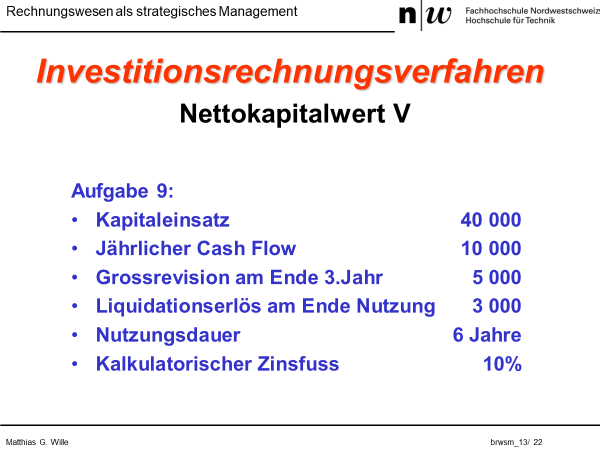 Rechnungswesen als strategisches Management
n|w
Fachhochschule Nordwestschweiz
Hochschule für Technik
Investitionsrechnungsverfahren
Nettokapitalwert V
Aufgabe 9:
• Kapitaleinsatz 40 000
• Jährlicher Cash Flow 10 000
• Grossrevision am Ende 3.Jahr 5 000
• Liquidationserlös am Ende Nutzung 3 000
• Nutzungsdauer 6 Jahre
• Kalkulatorischer Zinsfuss 10%
Matthias G. Wille
brwsm_13/ 22